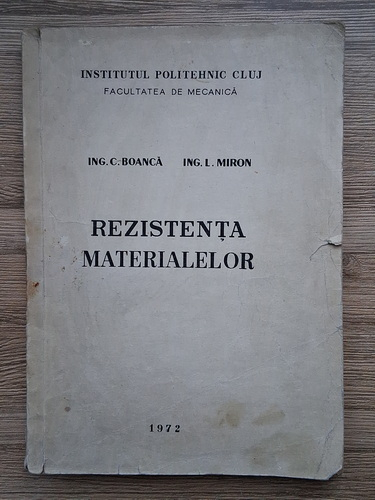 INSTITUTUL POLITEHNIC CLUJ
FACULTATEA DE MECANICĂ
ING. C. BOANCĂ ING. L. MIRON
REZISTENȚA
MATERIALELOR
1972